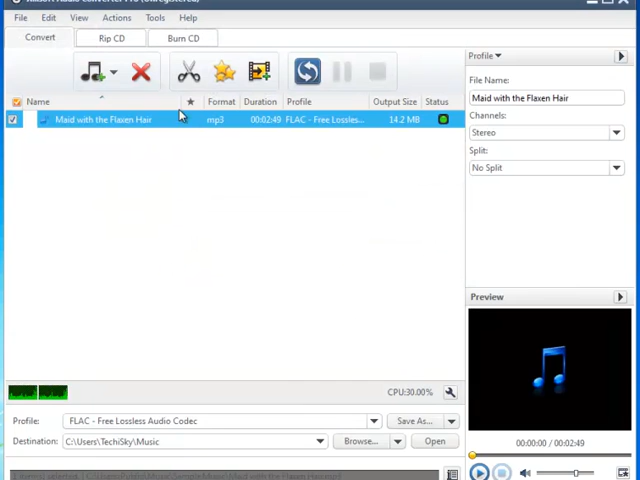 File Edit View Actions Tools Help
Convert Rip CD Burn CD
Name Format Duration Profile Output Size Status
Maid with the Flaxen Hair mp3 00:02:49 FLAC - Free Lossles... 14.2 MB
CPU:30.00%
Profile: FLAC - Free Lossless Audio Codec Save As...
Destination: C:\Users\TechiSky\Music Browse... Open
Profile
File Name:
Maid with the Flaxen Hair
Channels:
Stereo
Split:
No Split
Preview
00:00:00 / 00:02:49